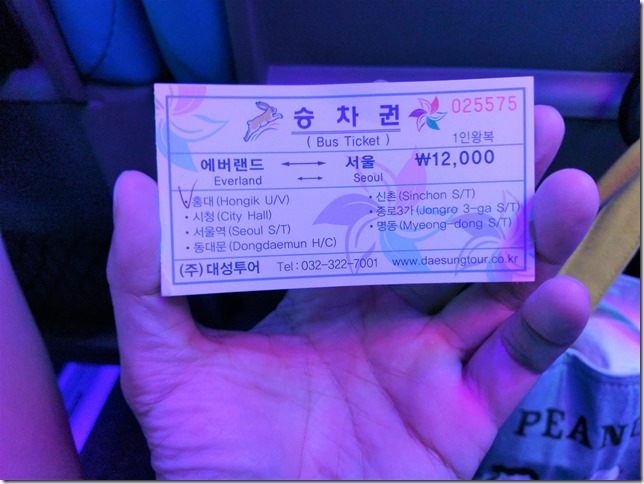 승차권 025575
( Bus Ticket )
1인왕복
에버랜드 ↔ 서울 ₩12,000
Everland ↔ Seoul
• 홍대 (Hongik U/V) • 신촌 (Sinchon S/T)
• 시청 (City Hall) • 종로3가 (Jongro 3-ga S/T)
• 서울역 (Seoul S/T) • 명동 (Myeong-dong S/T)
• 동대문 (Dongdaemun H/C)
(주) 대성투어 Tel : 032-322-7001 www.daesungtour.co.kr